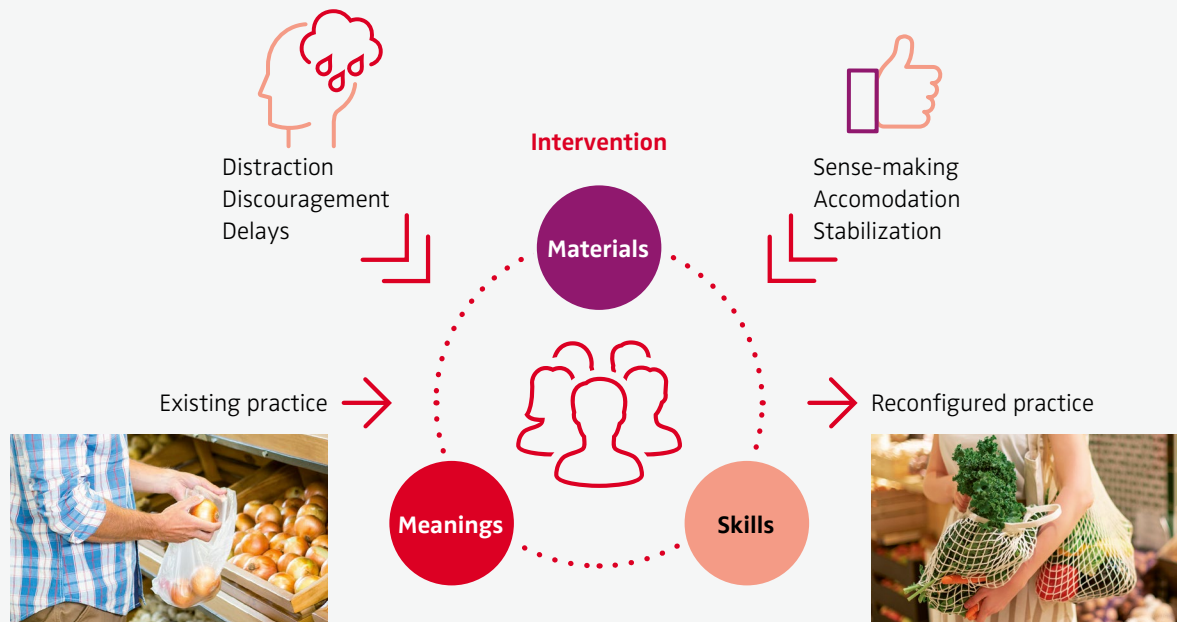 Distraction
Discouragement
Delays
Intervention
Sense-making
Accomodation
Stabilization
Materials
Existing practice
Reconfigured practice
Meanings
Skills